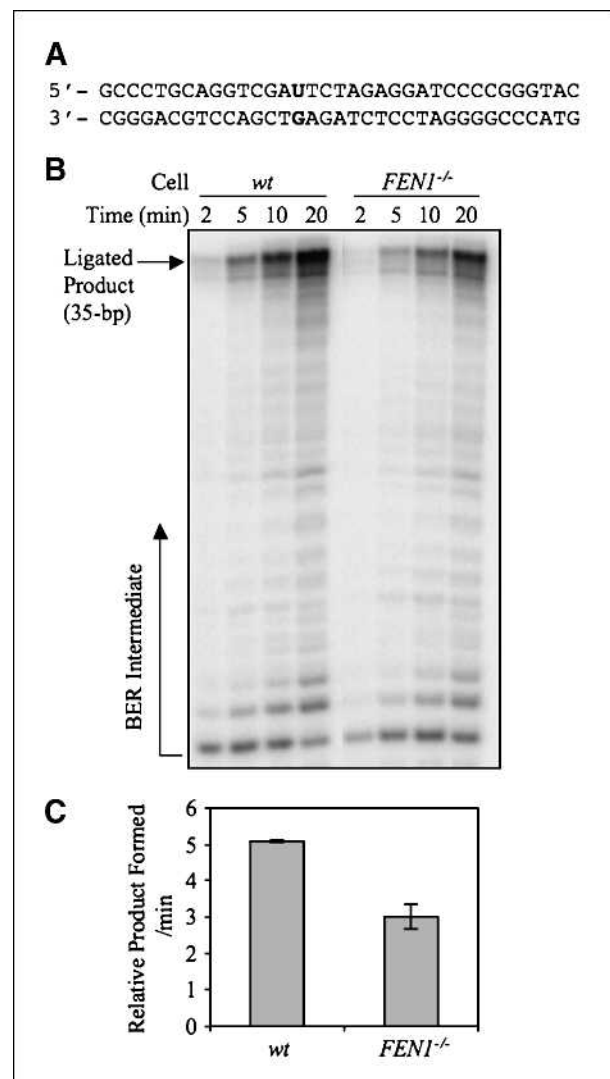 A
5′- GCCCTGCAGGTCGAUTCTAGAGGATCCCCGGGTAC
3′- CGGGACGTCCAGCTGAGATCTCCTAGGGGCCCATG
B
Cell wt FEN1-/-
Time (min) 2 5 10 20 2 5 10 20
Ligated
Product
(35-bp)
BER Intermediate
C
Relative Product Formed
/min
6
5
4
3
2
1
0
wt FEN1-/-